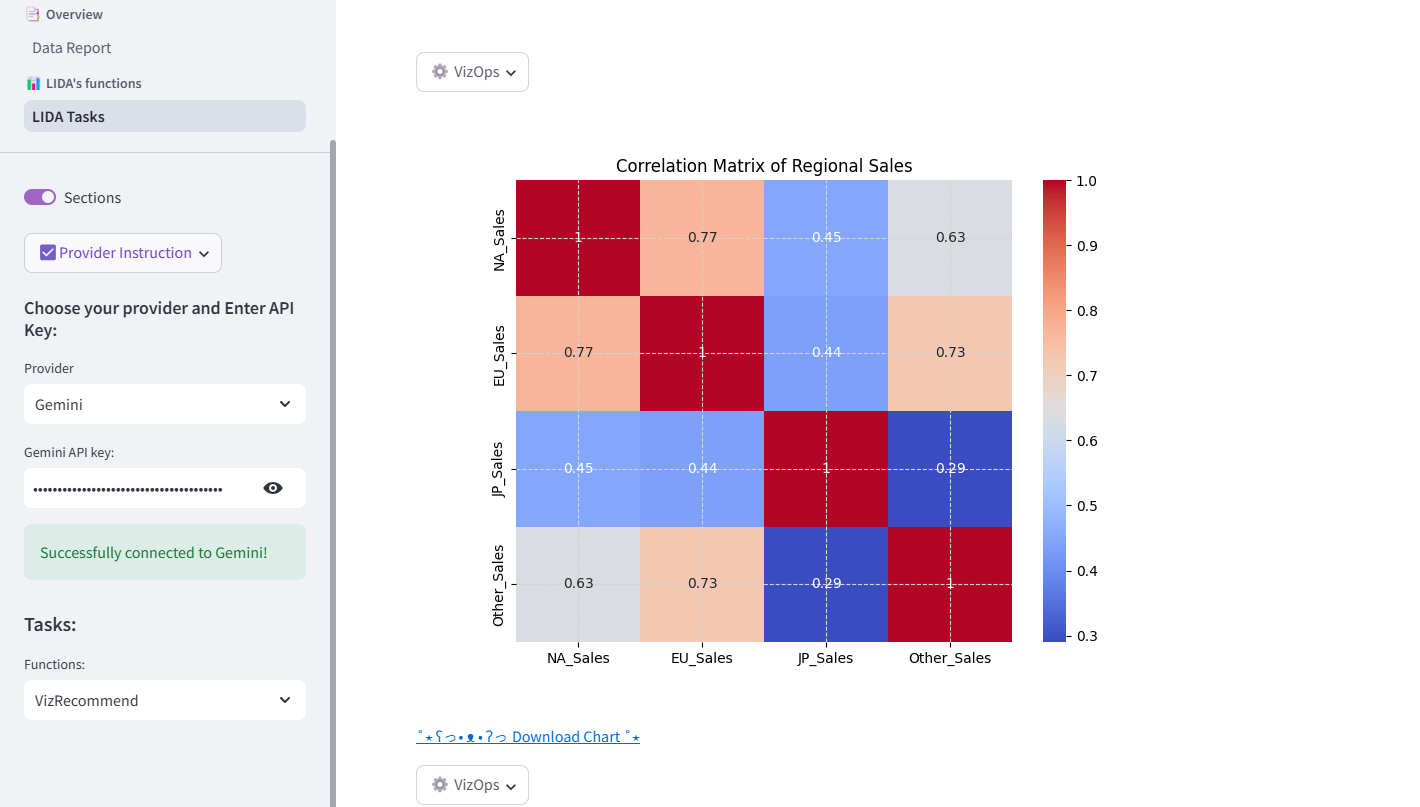 Overview
Data Report
LIDA's functions
LIDA Tasks
Sections
Provider Instruction
Choose your provider and Enter API
Key:
Provider
Gemini
Gemini API key:
••••••••••••••••••••••••••••••••••••••
Successfully connected to Gemini!
Tasks:
Functions:
VizRecommend
VizOps
Correlation Matrix of Regional Sales
NA_Sales 1 0.77 0.45 0.63
EU_Sales 0.77 1 0.44 0.73
JP_Sales 0.45 0.44 1 0.29
Other_Sales 0.63 0.73 0.29 1
NA_Sales EU_Sales JP_Sales Other_Sales
1.0
0.9
0.8
0.7
0.6
0.5
0.4
0.3
˚⋆ʕっ•ᴥ•ʔっ Download Chart ˚⋆
VizOps